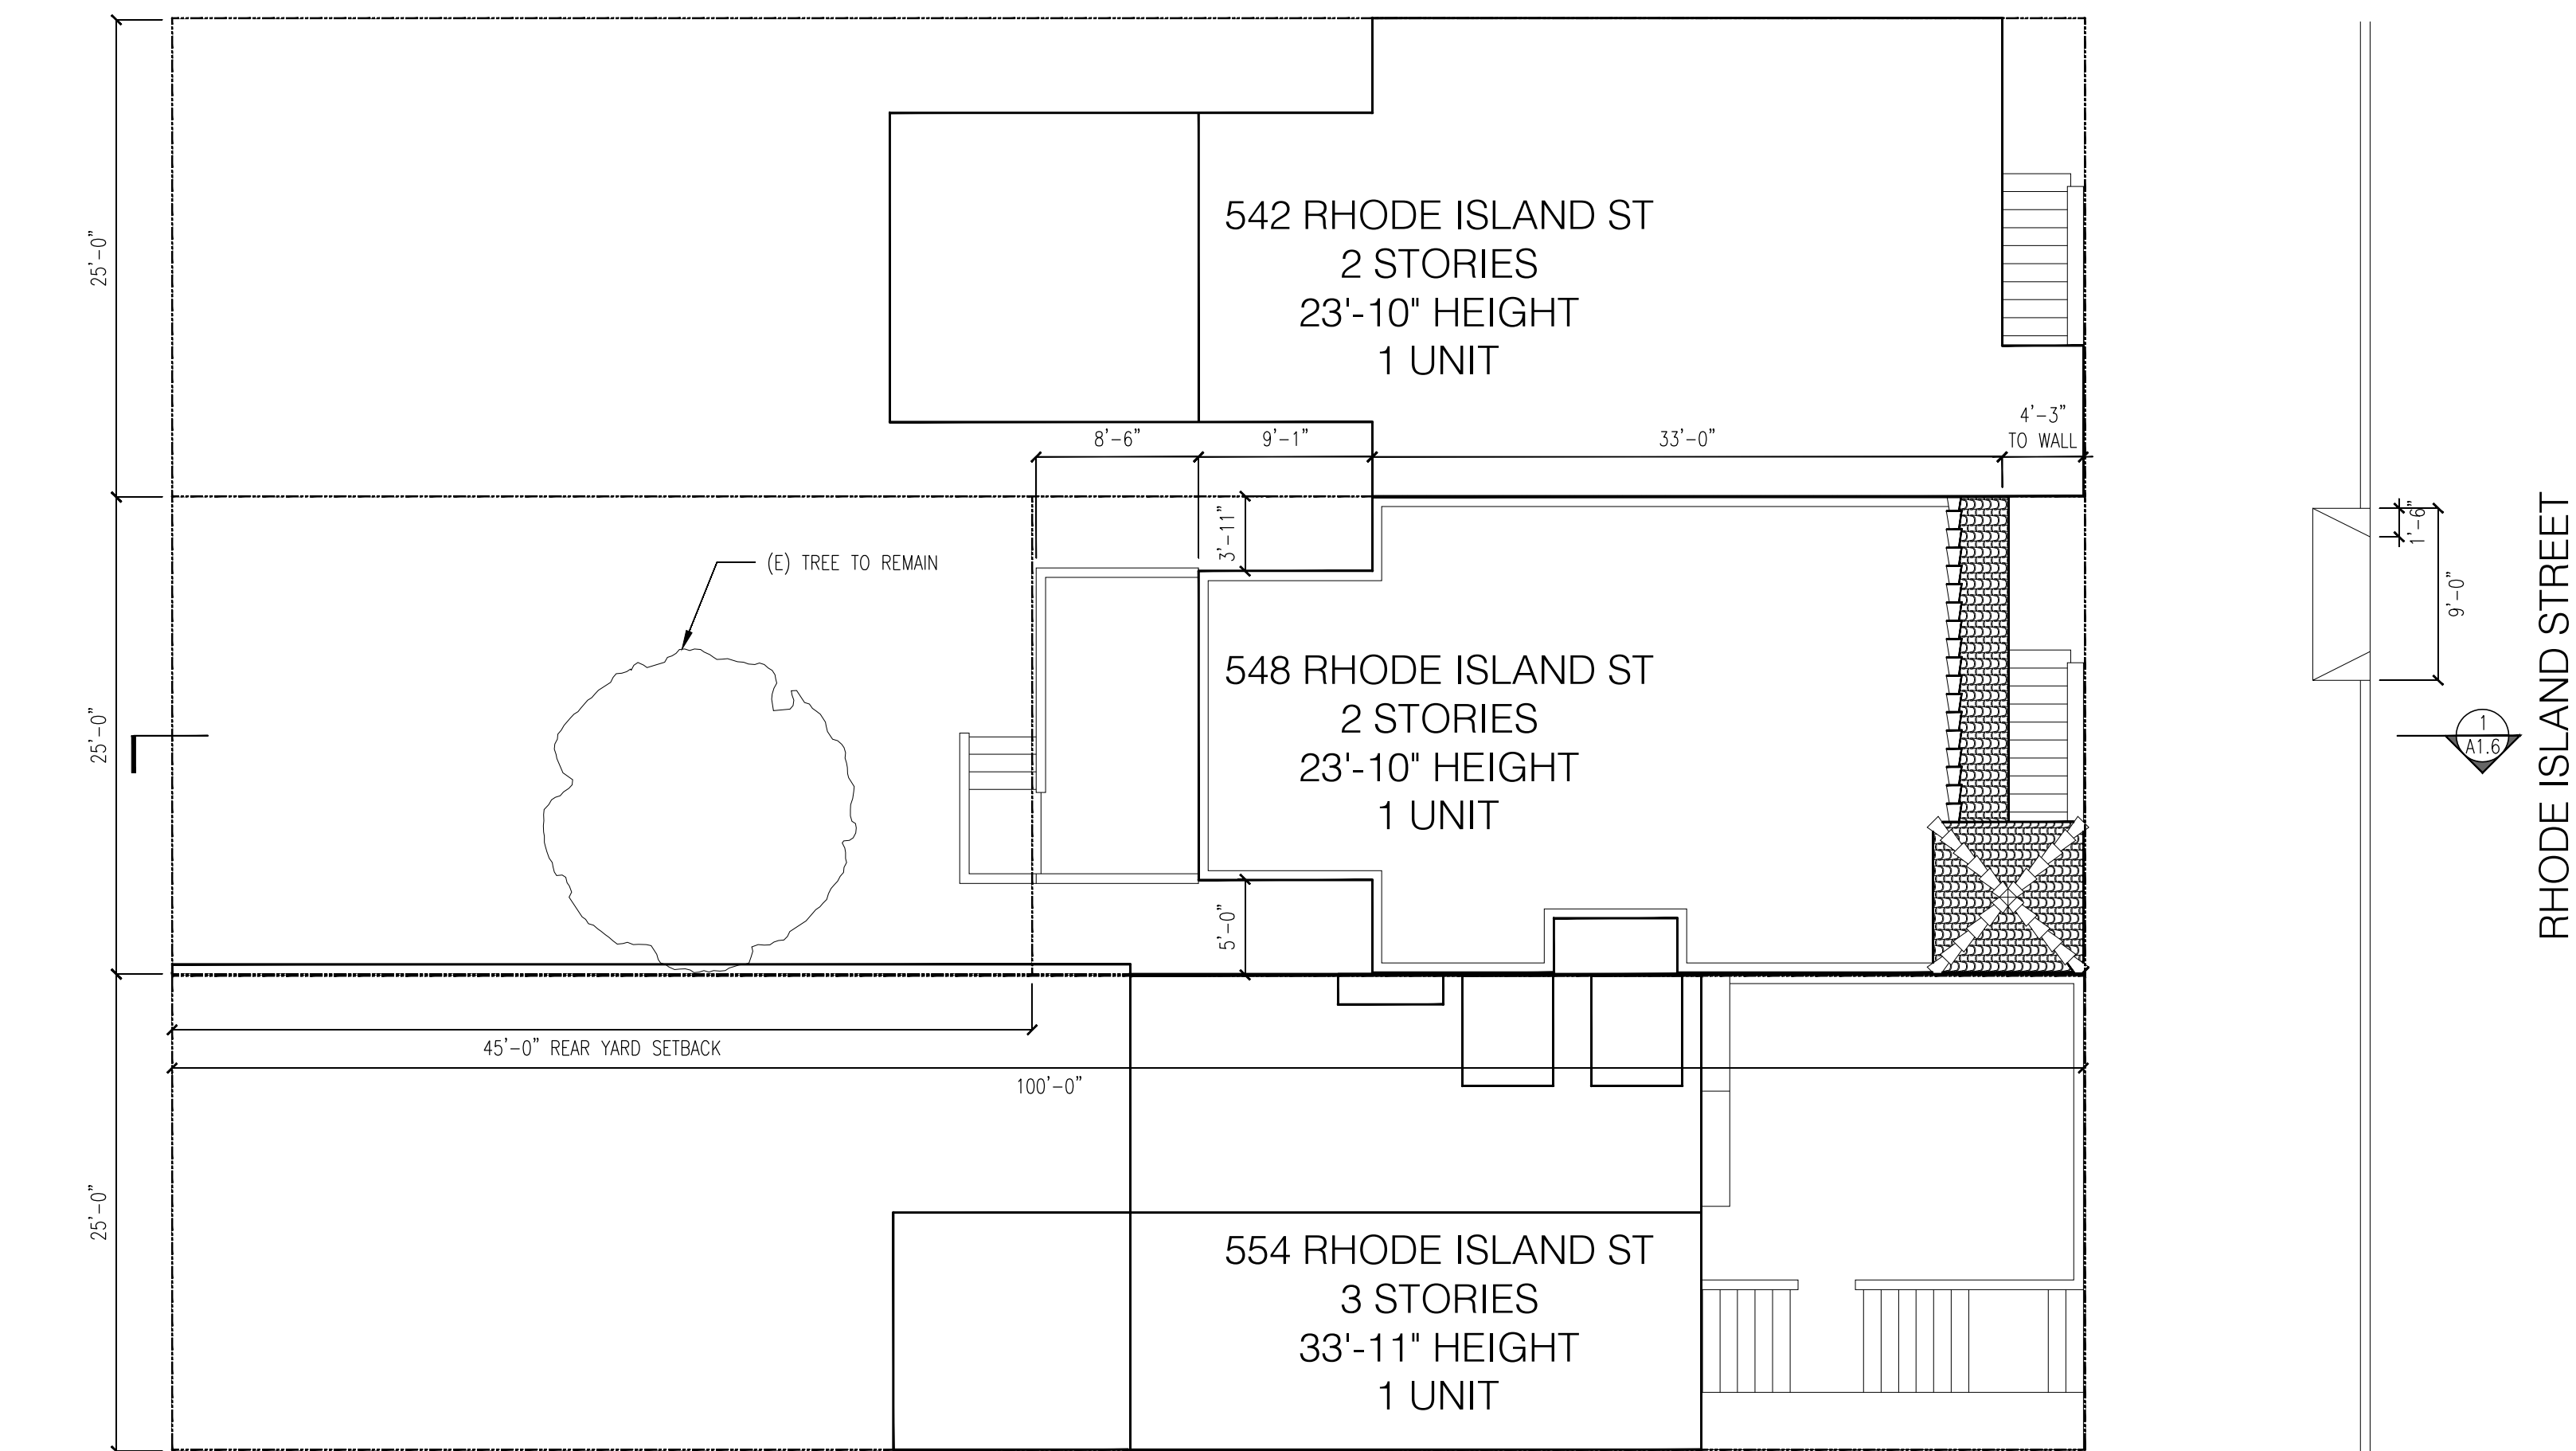 25'-0"
542 RHODE ISLAND ST
2 STORIES
23'-10" HEIGHT
1 UNIT
8'-6"
9'-1"
33'-0"
4'-3"
TO WALL
3'-11"
1'-6"
9'-0"
RHODE ISLAND STREET
(E) TREE TO REMAIN
25'-0"
548 RHODE ISLAND ST
2 STORIES
23'-10" HEIGHT
1 UNIT
1
A1.6
5'-0"
45'-0" REAR YARD SETBACK
100'-0"
25'-0"
554 RHODE ISLAND ST
3 STORIES
33'-11" HEIGHT
1 UNIT